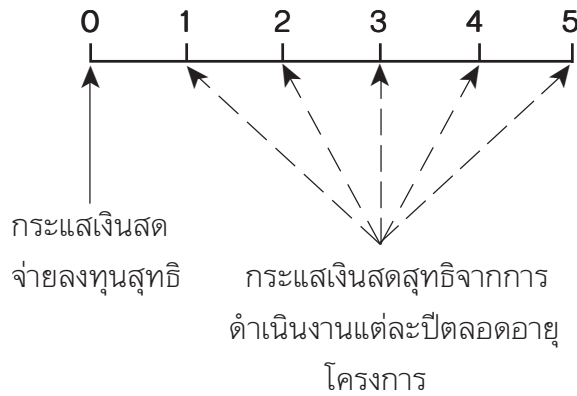 0 1 2 3 4 5
กระแสเงินสด
จ่ายลงทุนสุทธิ
กระแสเงินสดสุทธิจากการ
ดำเนินงานแต่ละปีตลอดอายุ
โครงการ